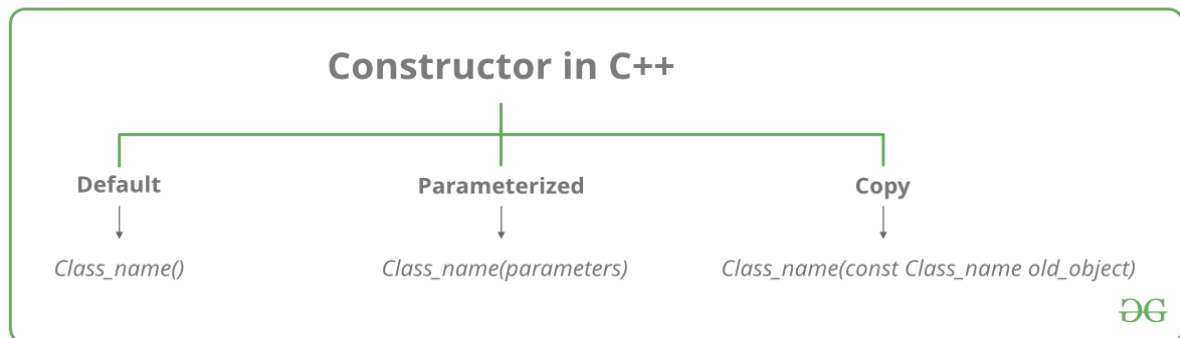 Constructor in C++
Default
Parameterized
Copy
Class_name()
Class_name(parameters)
Class_name(const Class_name old_object)
GG